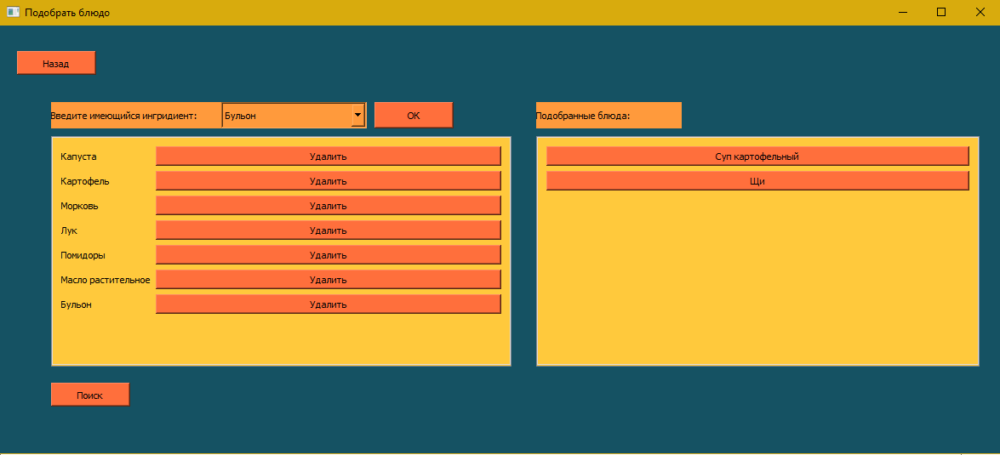 Подобрать блюдо
Назад
Введите имеющийся ингридиент: Бульон OK Подобранные блюда:
Капуста Удалить
Картофель Удалить
Морковь Удалить
Лук Удалить
Помидоры Удалить
Масло растительное Удалить
Бульон Удалить
Суп картофельный
Щи
Поиск